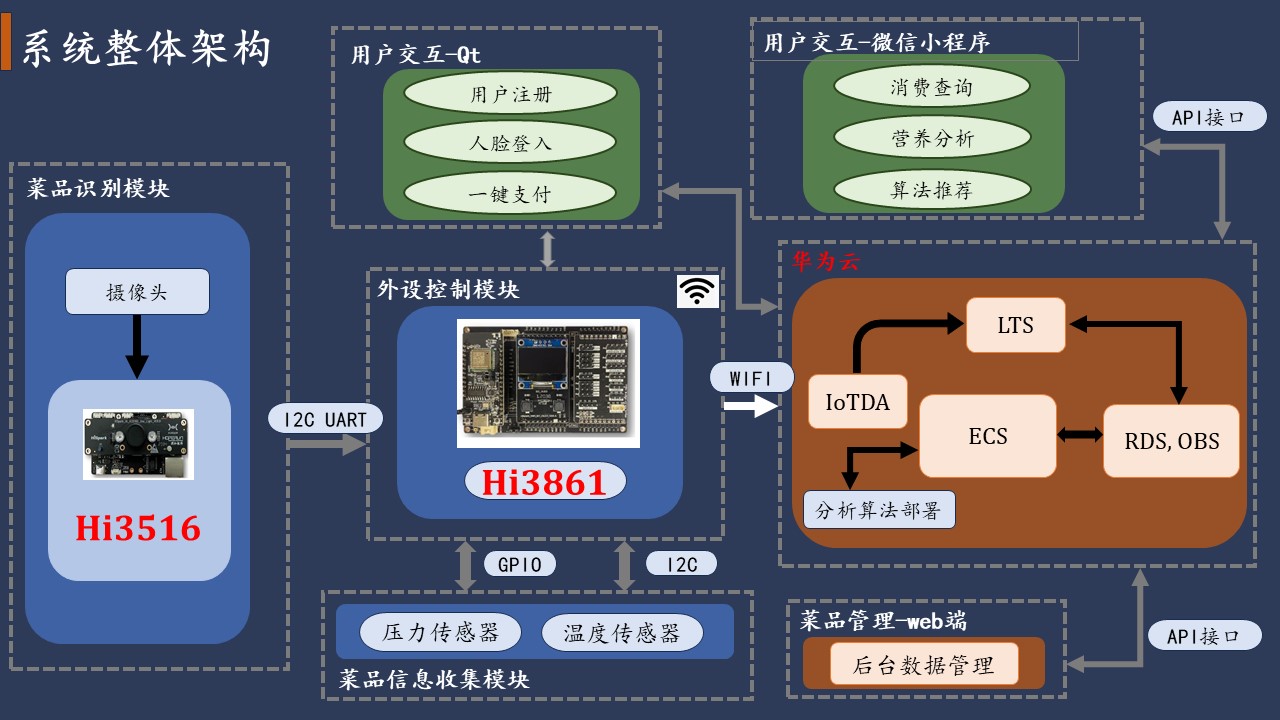 系统整体架构
用户交互-Qt
用户注册
人脸登入
一键支付
用户交互-微信小程序
消费查询
营养分析
算法推荐
API接口
菜品识别模块
摄像头
Hi3516
I2C UART
外设控制模块
Hi3861
WIFI
华为云
LTS
IoTDA
ECS
RDS, OBS
分析算法部署
GPIO
I2C
压力传感器
温度传感器
菜品信息收集模块
菜品管理-web端
后台数据管理
API接口